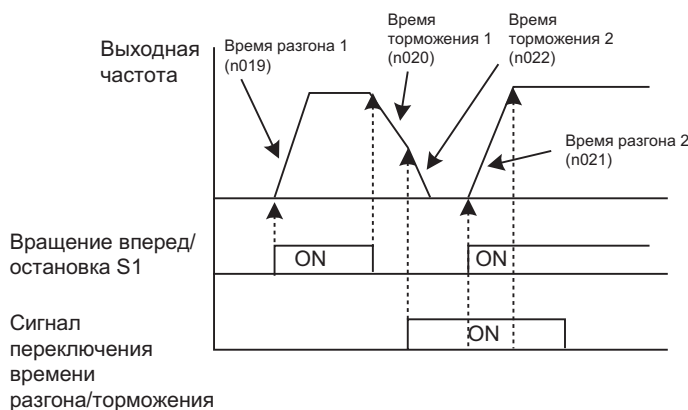 Выходная
частота
Время разгона 1
(n019)
Время
торможения 1
(n020)
Время
торможения 2
(n022)
Время разгона 2
(n021)
Вращение вперед/
остановка S1
ON
ON
Сигнал
переключения
времени
разгона/торможения
ON